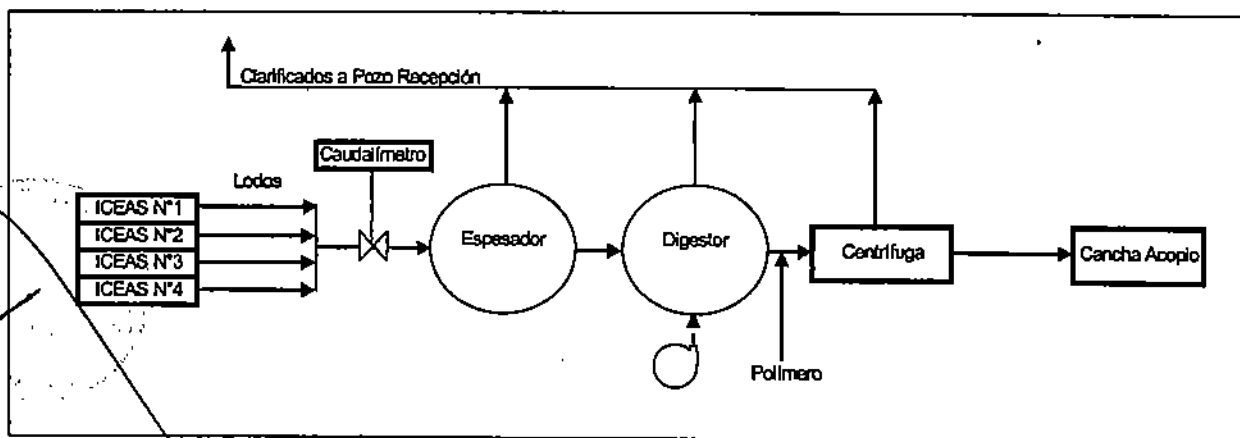 Clarificados a Pozo Recepción
Caudalímetro
Lodos
ICEAS N°1
ICEAS N°2
ICEAS N°3
ICEAS N°4
Espesador
Digestor
Centrífuga
Cancha Acopio
Polímero